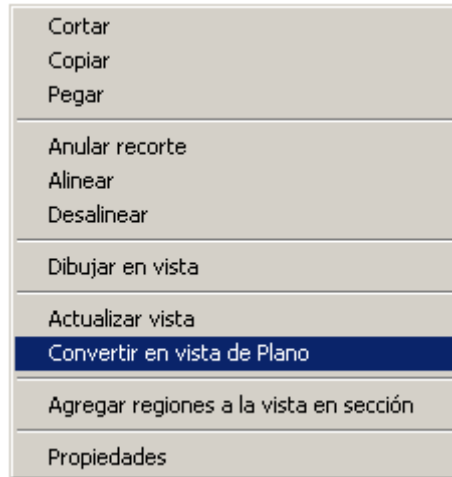 Cortar
Copiar
Pegar
Anular recorte
Alinear
Desalinear
Dibujar en vista
Actualizar vista
Convertir en vista de Plano
Agregar regiones a la vista en sección
Propiedades